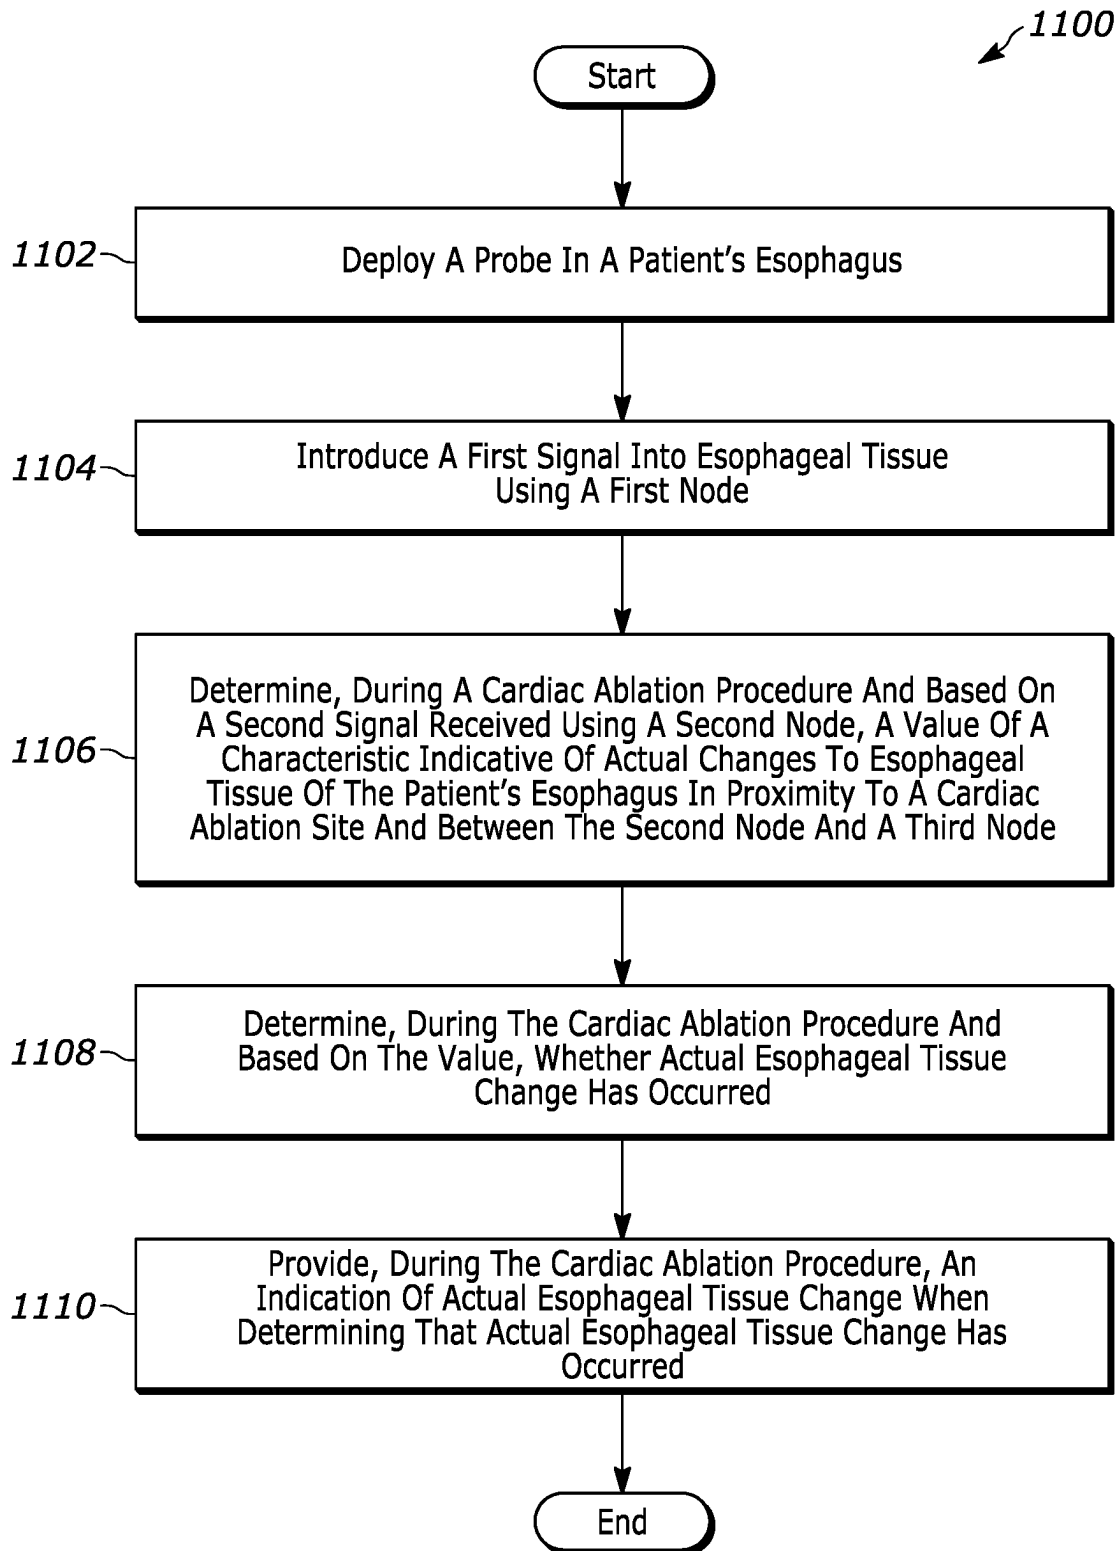 1100
Start
1102
Deploy A Probe In A Patient's Esophagus
1104
Introduce A First Signal Into Esophageal Tissue
Using A First Node
1106
Determine, During A Cardiac Ablation Procedure And Based On
A Second Signal Received Using A Second Node, A Value Of A
Characteristic Indicative Of Actual Changes To Esophageal
Tissue Of The Patient's Esophagus In Proximity To A Cardiac
Ablation Site And Between The Second Node And A Third Node
1108
Determine, During The Cardiac Ablation Procedure And
Based On The Value, Whether Actual Esophageal Tissue
Change Has Occurred
1110
Provide, During The Cardiac Ablation Procedure, An
Indication Of Actual Esophageal Tissue Change When
Determining That Actual Esophageal Tissue Change Has
Occurred
End